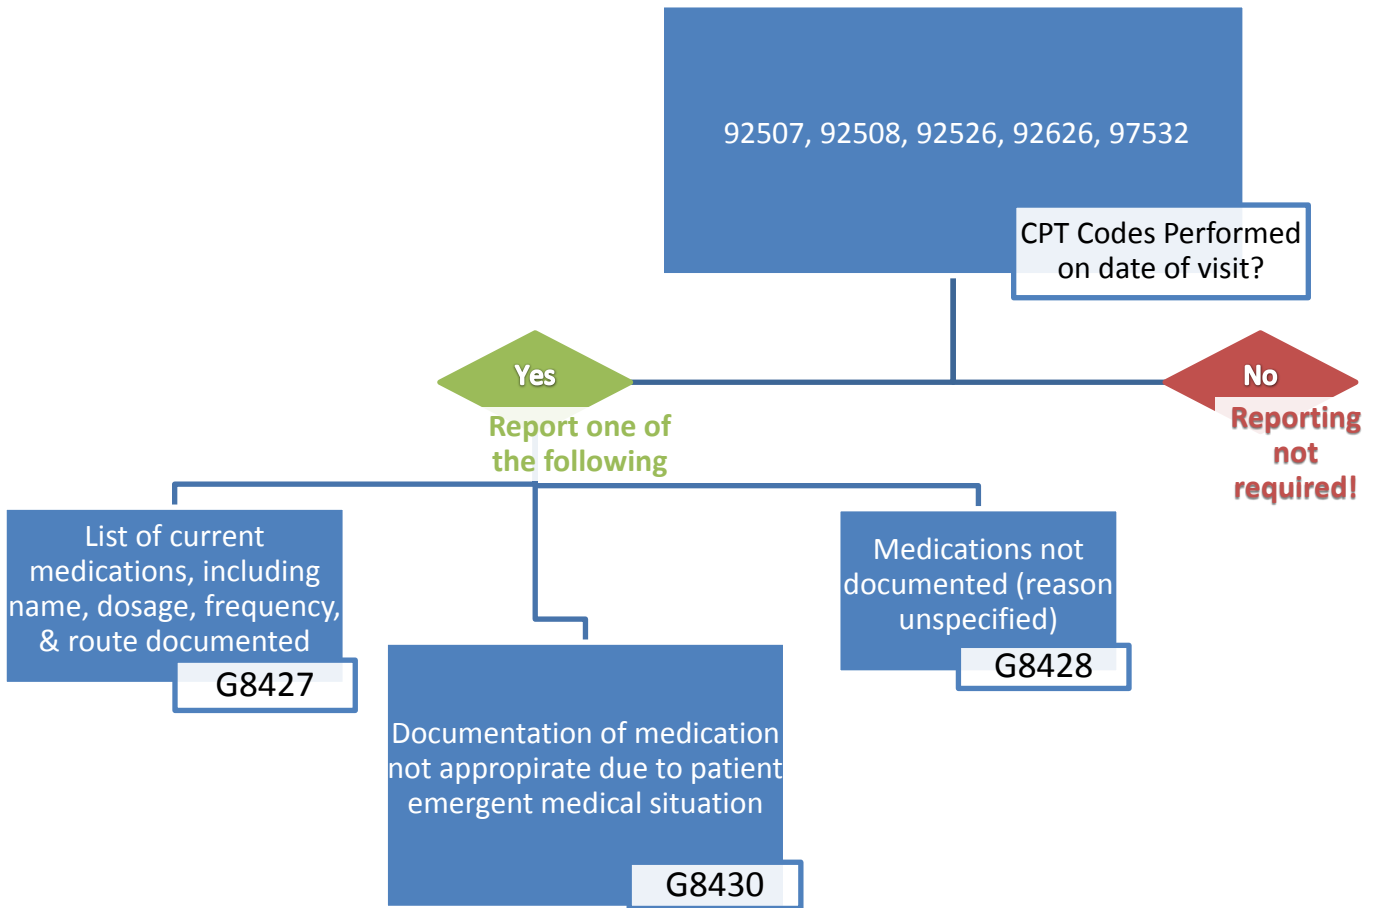 92507, 92508, 92526, 92626, 97532
CPT Codes Performed
on date of visit?
Yes
Report one of
the following
No
Reporting
not
required!
List of current
medications, including
name, dosage, frequency,
& route documented
G8427
Documentation of medication
not appropirate due to patient
emergent medical situation
G8430
Medications not
documented (reason
unspecified)
G8428